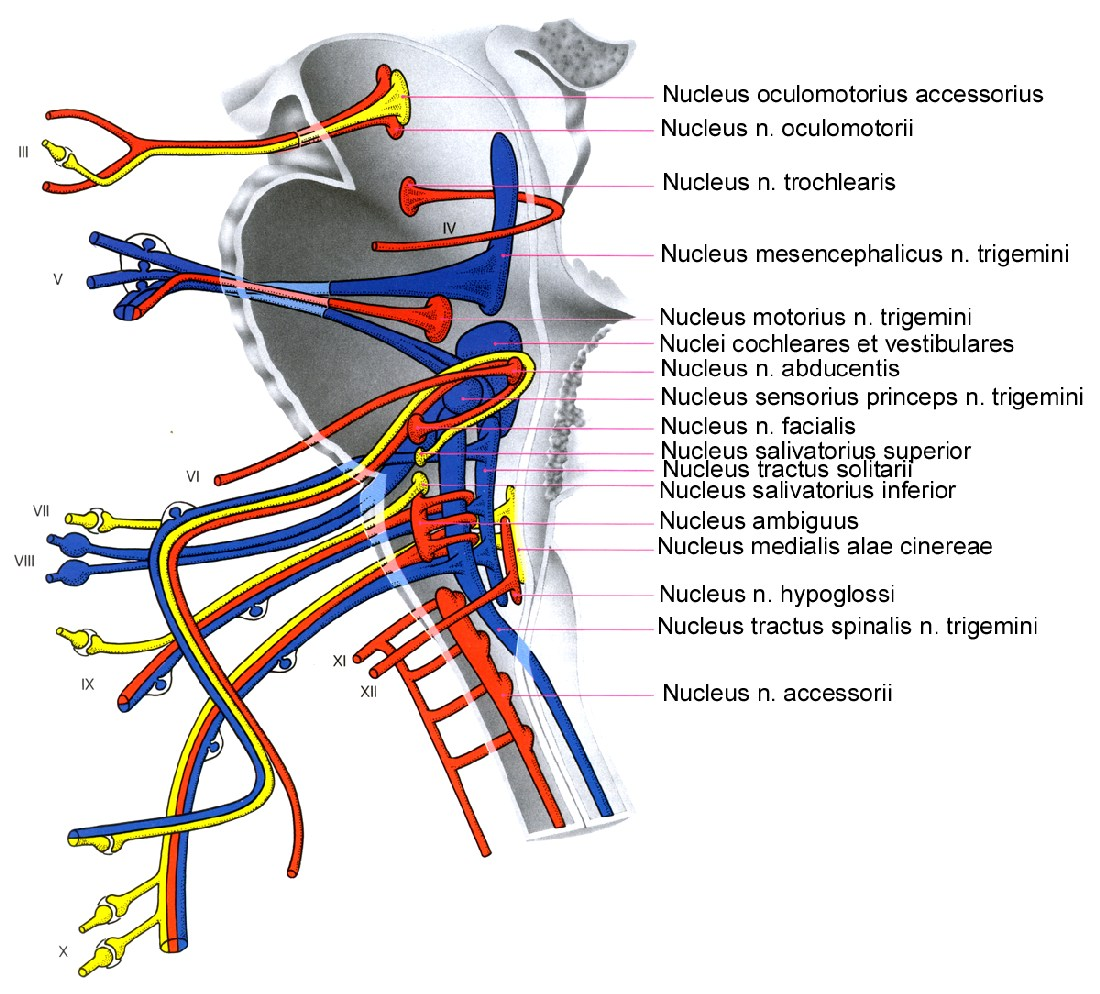 Nucleus oculomotorius accessorius
Nucleus n. oculomotorii
III
Nucleus n. trochlearis
IV
Nucleus mesencephalicus n. trigemini
V
Nucleus motorius n. trigemini
Nuclei cochleares et vestibulares
Nucleus n. abducentis
Nucleus sensorius princeps n. trigemini
Nucleus n. facialis
Nucleus salivatorius superior
Nucleus tractus solitarii
VI
Nucleus salivatorius inferior
VII
Nucleus ambiguus
Nucleus medialis alae cinereae
VIII
Nucleus n. hypoglossi
Nucleus tractus spinalis n. trigemini
XI
IX
XII
Nucleus n. accessorii
X